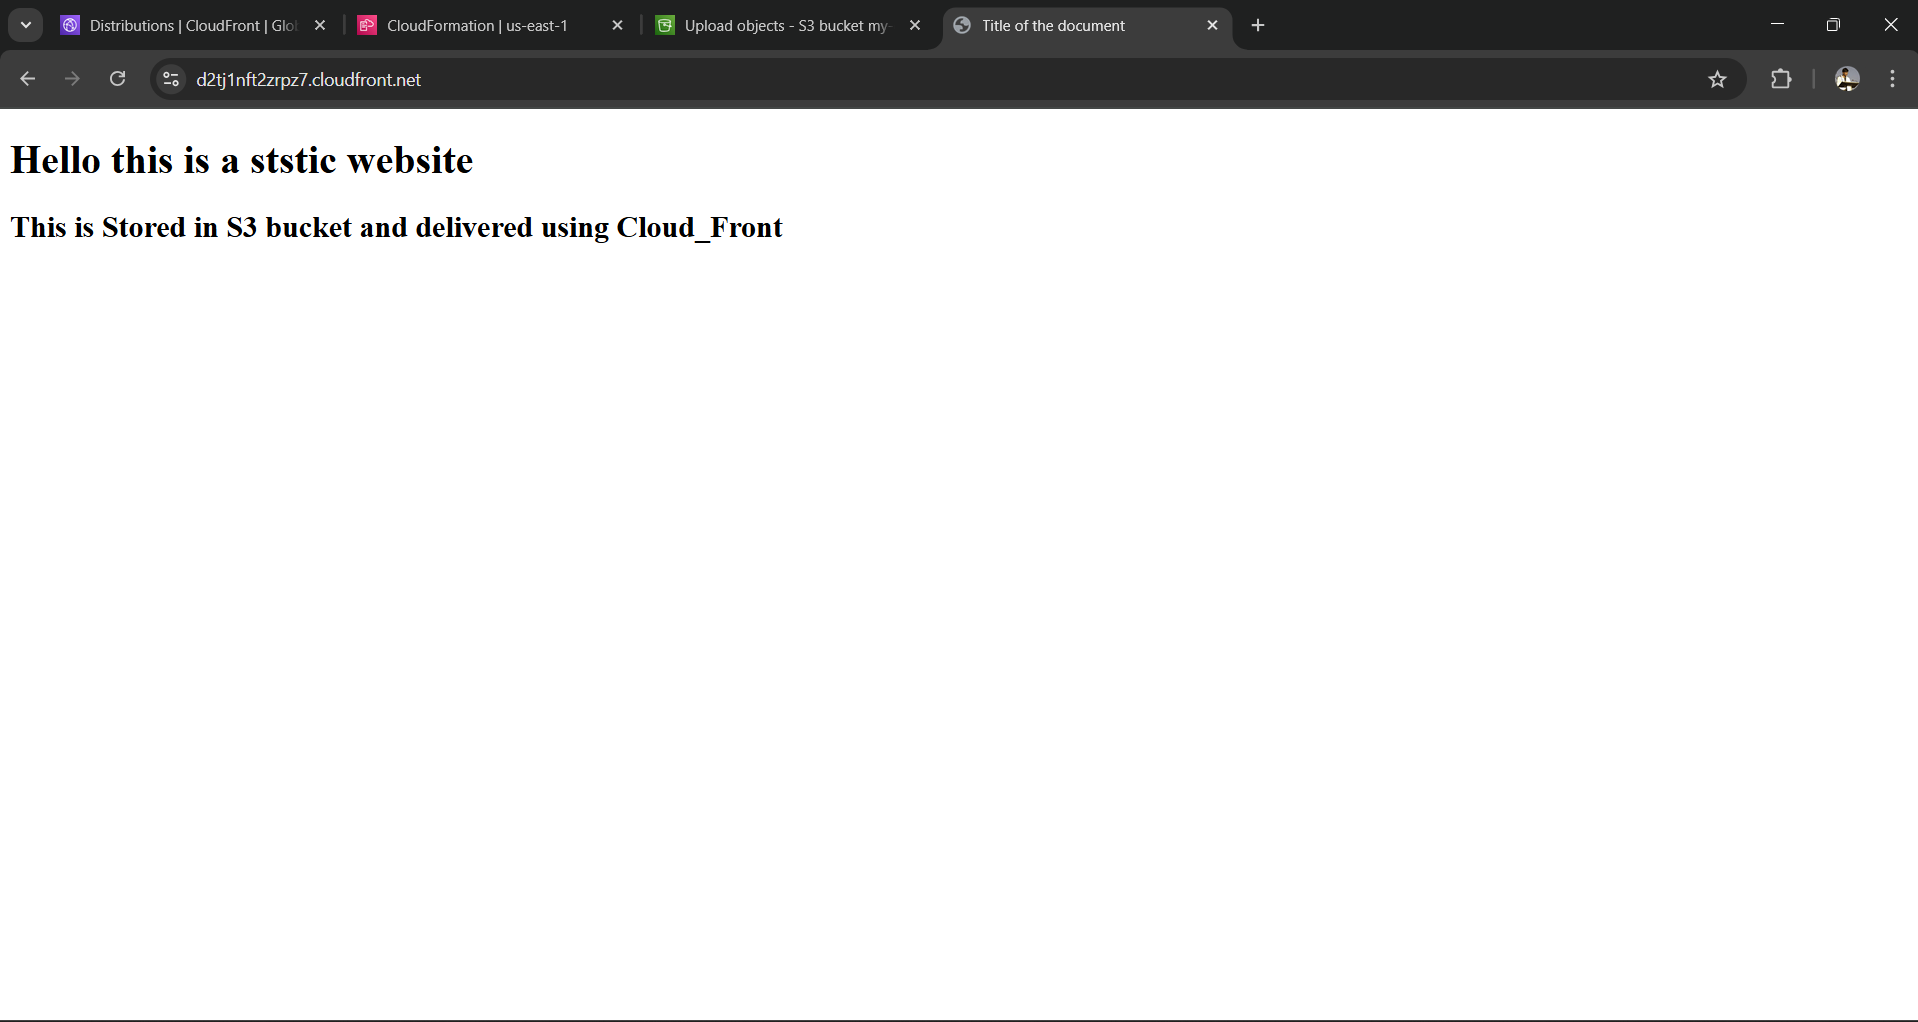 Distributions | CloudFront | Glo
CloudFormation | us-east-1
Upload objects - S3 bucket my-
Title of the document
d2tj1nft2zrpz7.cloudfront.net
Hello this is a ststic website
This is Stored in S3 bucket and delivered using Cloud_Front